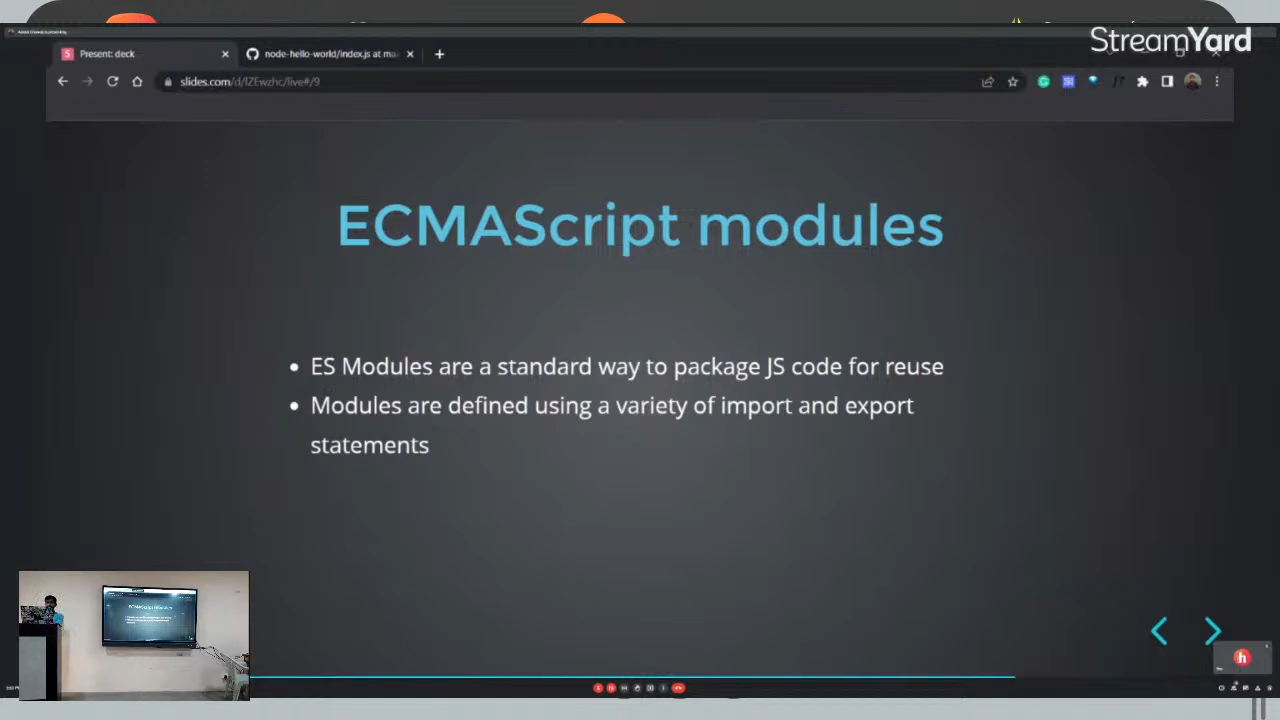 StreamYard
Present: deck
node-hello-world/index.js at ma
slides.com/d/IZEwzhc/live#/9
ECMAScript modules
• ES Modules are a standard way to package JS code for reuse
• Modules are defined using a variety of import and export
statements
ECMAScript modules
h